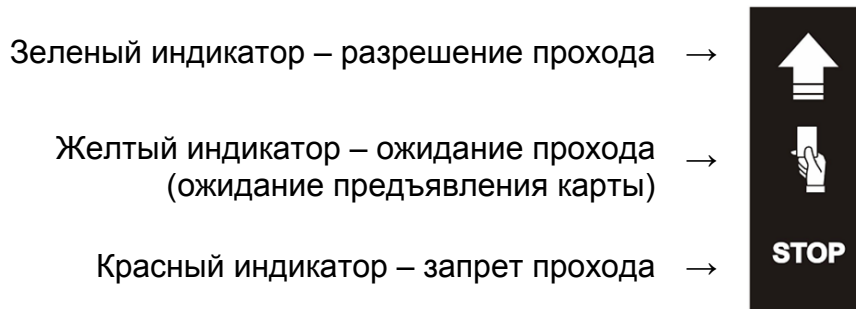 Зеленый индикатор – разрешение прохода →
Желтый индикатор – ожидание прохода →
(ожидание предъявления карты)
Красный индикатор – запрет прохода →
STOP